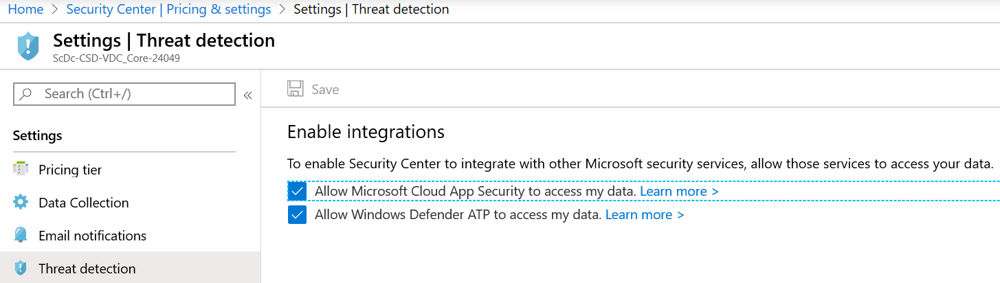 Home > Security Center | Pricing & settings > Settings | Threat detection
Settings | Threat detection
ScDc-CSD-VDC_Core-24049
Search (Ctrl+/)
«
Save
Settings
Pricing tier
Data Collection
Email notifications
Threat detection
Enable integrations
To enable Security Center to integrate with other Microsoft security services, allow those services to access your data.
Allow Microsoft Cloud App Security to access my data. Learn more >
Allow Windows Defender ATP to access my data. Learn more >